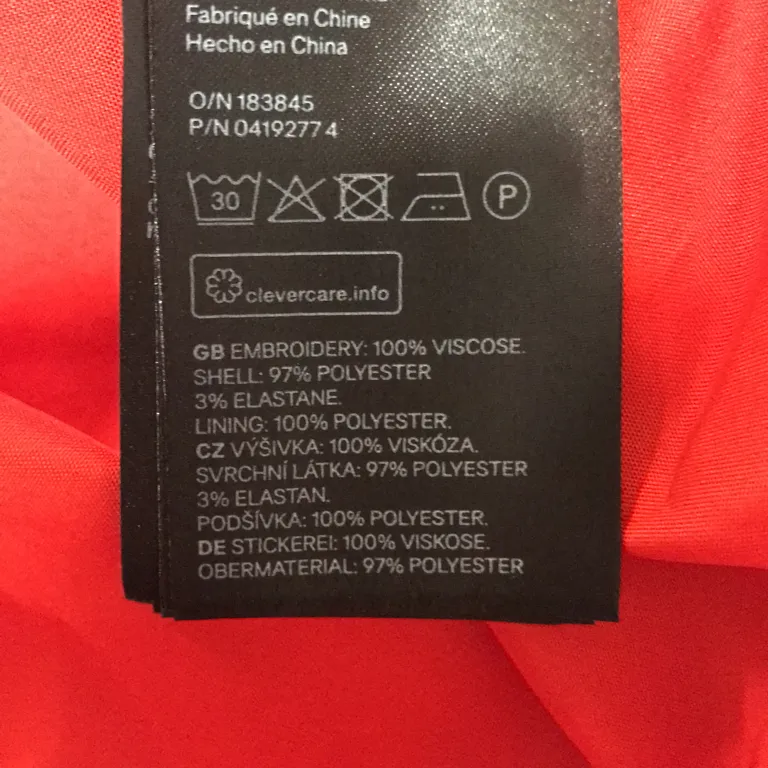 Fabriqué en Chine
Hecho en China
O/N 183845
P/N 0419277 4
30
P
clevercare.info
GB EMBROIDERY: 100% VISCOSE.
SHELL: 97% POLYESTER
3% ELASTANE.
LINING: 100% POLYESTER.
CZ VÝŠIVKA: 100% VISKÓZA.
SVRCHNÍ LÁTKA: 97% POLYESTER
3% ELASTAN.
PODŠÍVKA: 100% POLYESTER.
DE STICKEREI: 100% VISKOSE.
OBERMATERIAL: 97% POLYESTER